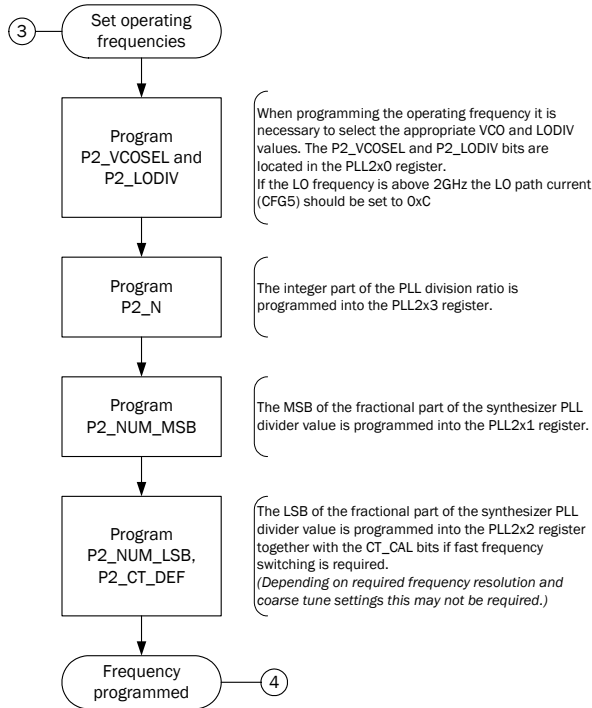 3
Set operating
frequencies
Program
P2_VCOSEL and
P2_LODIV
When programming the operating frequency it is
necessary to select the appropriate VCO and LODIV
values. The P2_VCOSEL and P2_LODIV bits are
located in the PLL2x0 register.
If the LO frequency is above 2GHz the LO path current
(CFG5) should be set to 0xC
Program
P2_N
The integer part of the PLL division ratio is
programmed into the PLL2x3 register.
Program
P2_NUM_MSB
The MSB of the fractional part of the synthesizer PLL
divider value is programmed into the PLL2x1 register.
Program
P2_NUM_LSB,
P2_CT_DEF
The LSB of the fractional part of the synthesizer PLL
divider value is programmed into the PLL2x2 register
together with the CT_CAL bits if fast frequency
switching is required.
(Depending on required frequency resolution and
coarse tune settings this may not be required.)
Frequency
programmed
4